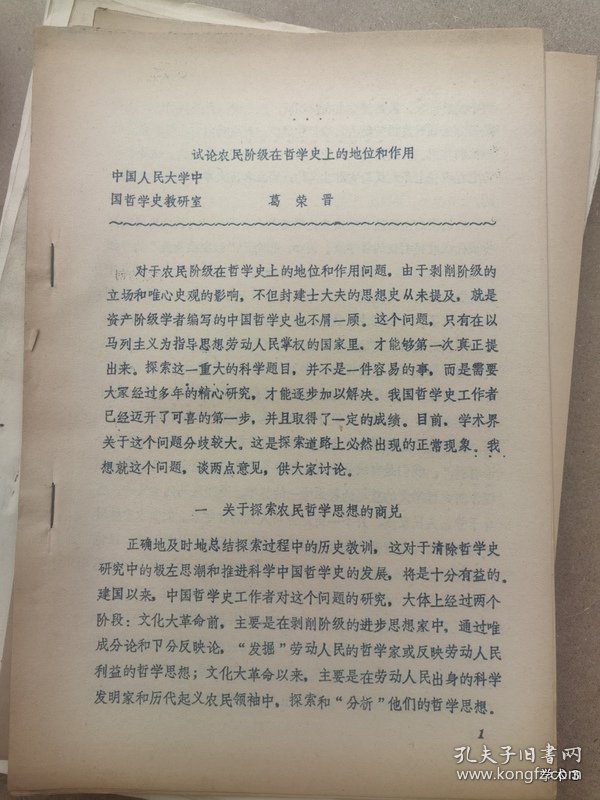 试论农民阶级在哲学史上的地位和作用
中国人民大学中
国哲学史教研室 葛荣晋
对于农民阶级在哲学史上的地位和作用问题，由于剥削阶级的
立场和唯心史观的影响，不但封建士大夫的思想史从未提及，就是
资产阶级学者编写的中国哲学史也不屑一顾。这个问题，只有在以
马列主义为指导思想劳动人民掌权的国家里，才能够第一次真正提
出来。探索这一重大的科学题目，并不是一件容易的事，而是需要
大家经过多年的精心研究，才能逐步加以解决。我国哲学史工作者
已经迈开了可喜的第一步，并且取得了一定的成绩。目前、学术界
关于这个问题分歧较大。这是探索道路上必然出现的正常现象。我
想就这个问题，谈两点意见，供大家讨论。
一 关于探索农民哲学思想的商兑
正确地及时地总结探索过程中的历史教训，这对于清除哲学史
研究中的极左思潮和推进科学中国哲学史的发展，将是十分有益的。
建国以来，中国哲学史工作者对这个问题的研究，大体上经过两个
阶段：文化大革命前，主要是在剥削阶级的进步思想家中，通过唯
成分论和下分反映论，“发掘”劳动人民的哲学家或反映劳动人民
利益的哲学思想；文化大革命以来，主要是在劳动人民出身的科学
发明家和历代起义农民领袖中，探索和“分析”他们的哲学思想。
1
孔夫子旧书网
www.kongfz.com